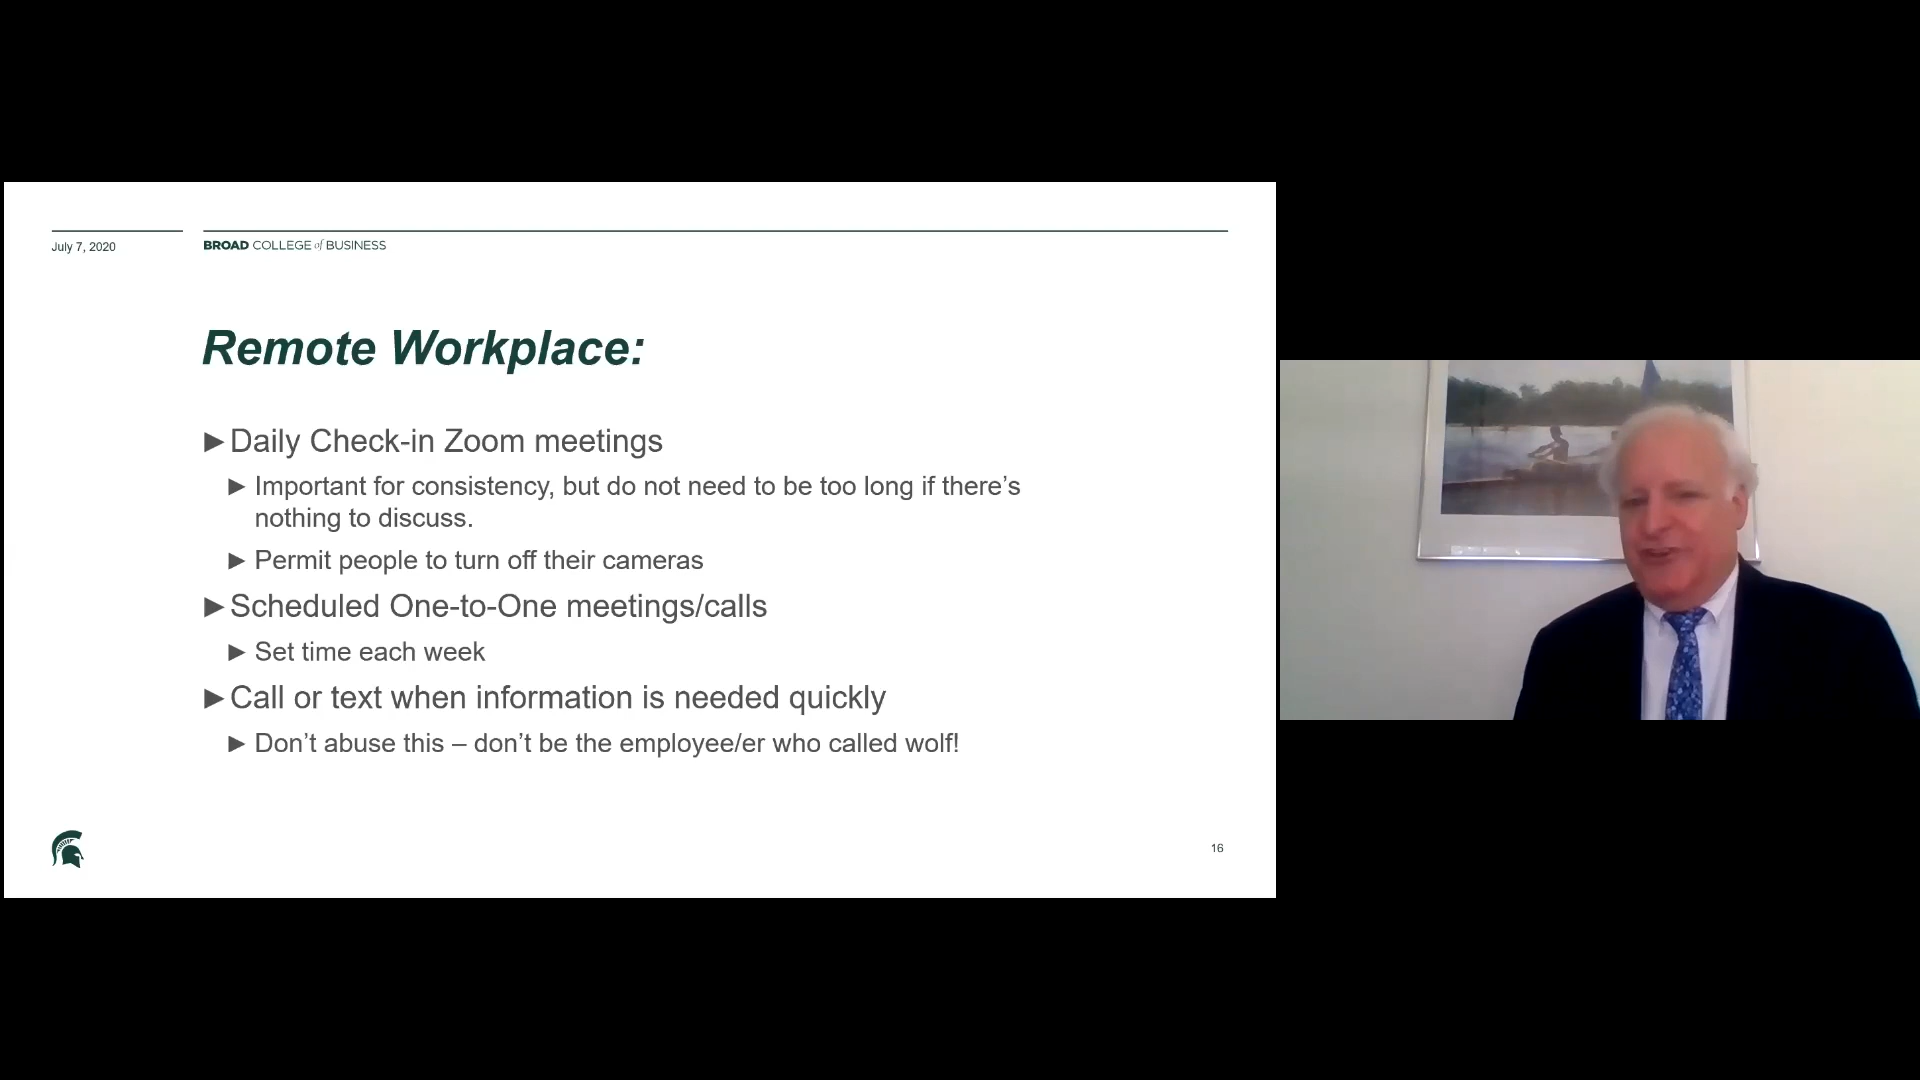 July 7, 2020
BROAD COLLEGE of BUSINESS
Remote Workplace:
►Daily Check-in Zoom meetings
► Important for consistency, but do not need to be too long if there’s
nothing to discuss.
► Permit people to turn off their cameras
►Scheduled One-to-One meetings/calls
► Set time each week
►Call or text when information is needed quickly
► Don’t abuse this – don’t be the employee/er who called wolf!
16